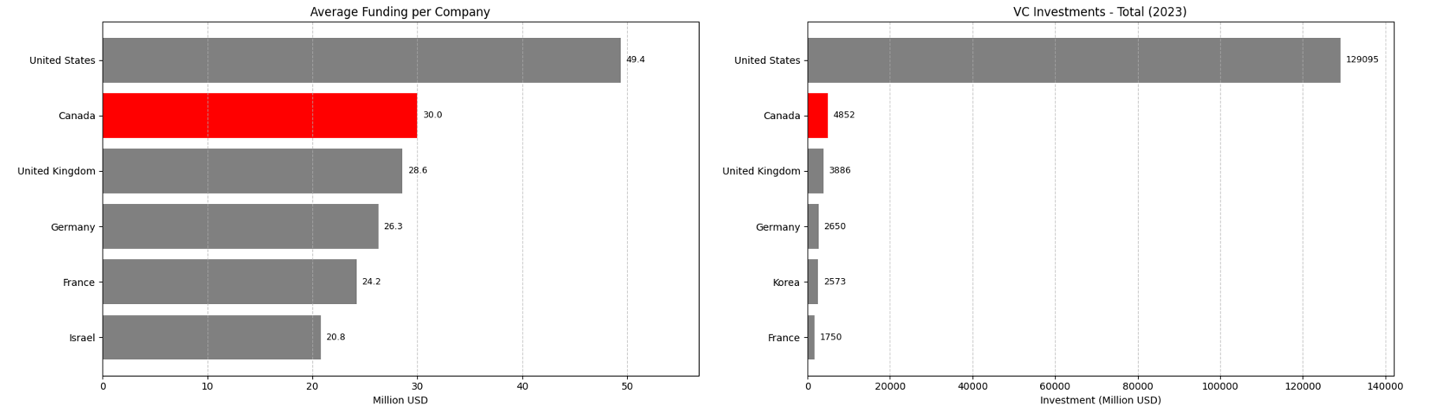 Average Funding per Company
United States
49.4
Canada
30.0
United Kingdom
28.6
Germany
26.3
France
24.2
Israel
20.8
0 10 20 30 40 50
Million USD
VC Investments - Total (2023)
United States
129095
Canada
4852
United Kingdom
3886
Germany
2650
Korea
2573
France
1750
0 20000 40000 60000 80000 100000 120000 140000
Investment (Million USD)